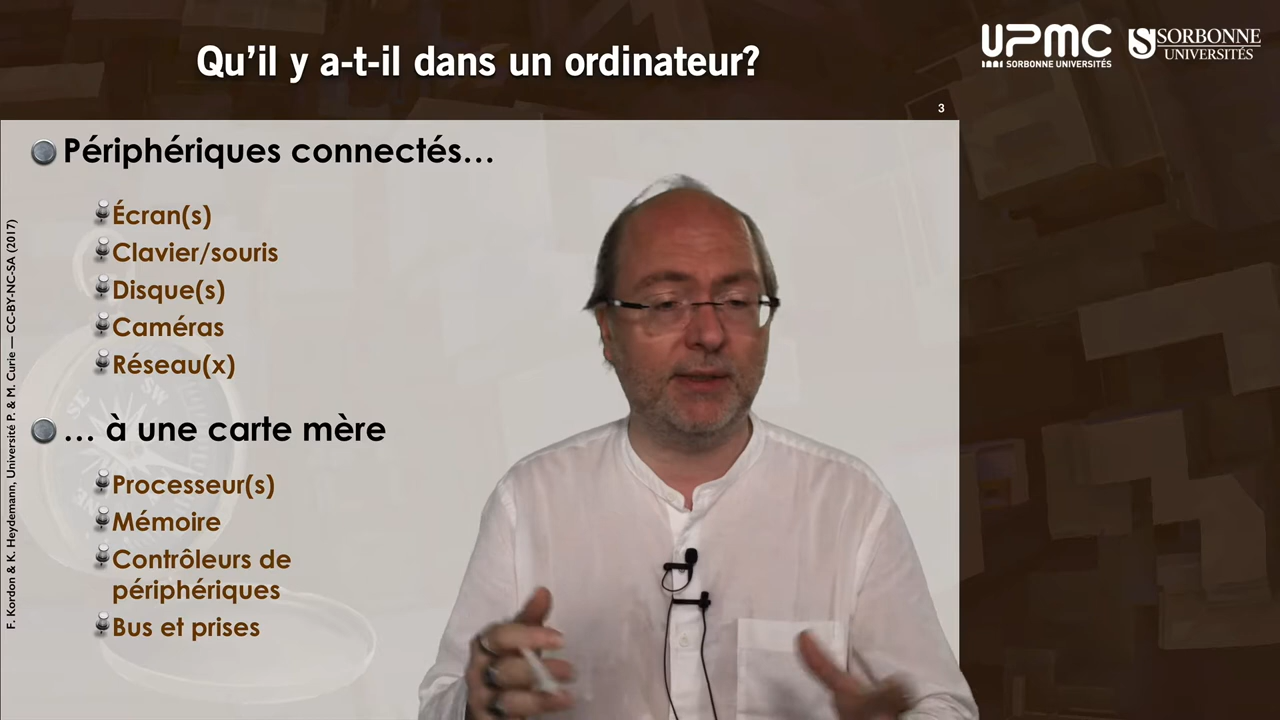 Qu'il y a-t-il dans un ordinateur?
UPMC
SORBONNE UNIVERSITÉS
SORBONNE
UNIVERSITÉS
3
Périphériques connectés…
Écran(s)
Clavier/souris
Disque(s)
Caméras
Réseau(x)
… à une carte mère
Processeur(s)
Mémoire
Contrôleurs de
périphériques
Bus et prises
F. Kordon & K. Heydemann, Université P. & M. Curie — CC-BY-NC-SA (2017)
SE
SW